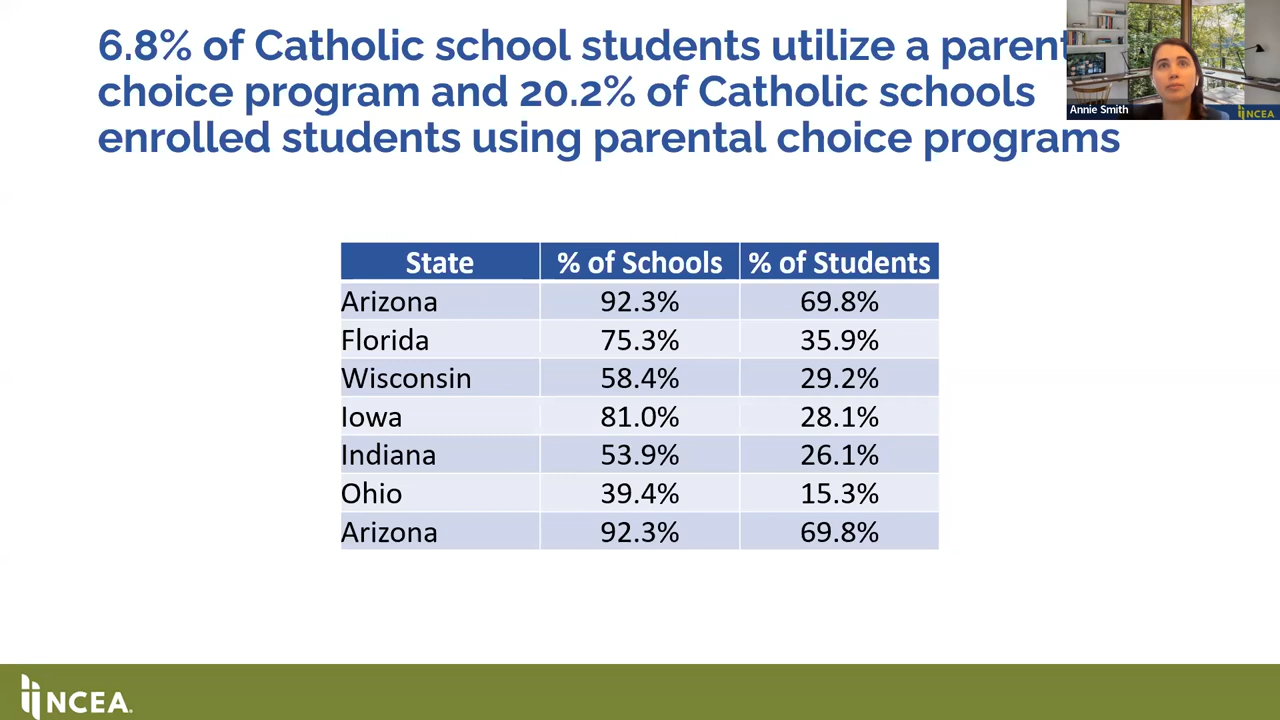 6.8% of Catholic school students utilize a parent
choice program and 20.2% of Catholic schools
enrolled students using parental choice programs
Annie Smith
NCEA
State % of Schools % of Students
Arizona 92.3% 69.8%
Florida 75.3% 35.9%
Wisconsin 58.4% 29.2%
Iowa 81.0% 28.1%
Indiana 53.9% 26.1%
Ohio 39.4% 15.3%
Arizona 92.3% 69.8%
NCEA.